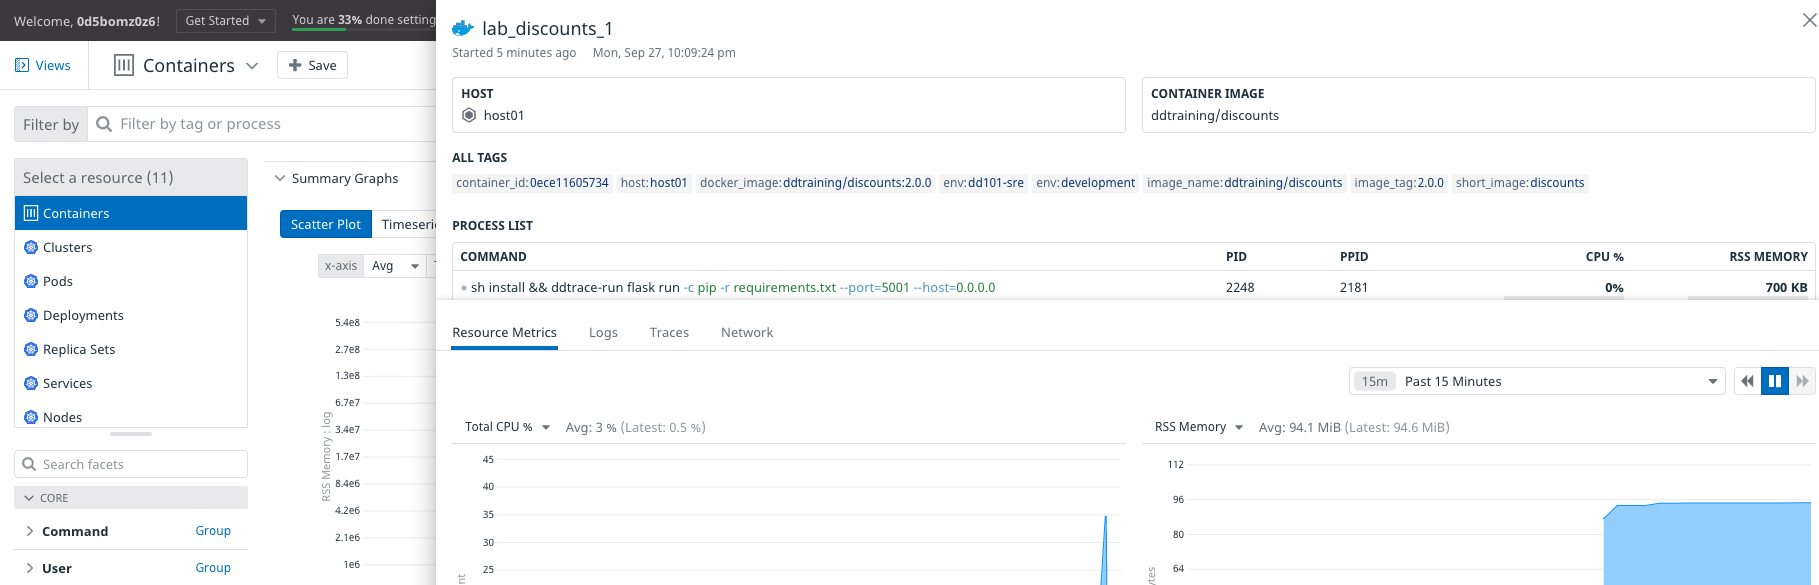 Welcome, 0d5bomz0z6!
Get Started
You are 33% done setting
Views
Containers
Save
Filter by
Filter by tag or process
Select a resource (11)
Containers
Clusters
Pods
Deployments
Replica Sets
Services
Nodes
Search facets
CORE
Command Group
User Group
Summary Graphs
Scatter Plot
x-axis Avg
5.4e8
2.7e8
1.3e8
6.7e7
3.4e7
1.7e7
8.4e6
4.2e6
2.1e6
1e6
RSS Memory : log
lab_discounts_1
Started 5 minutes ago Mon, Sep 27, 10:09:24 pm
HOST
host01
CONTAINER IMAGE
ddtraining/discounts
ALL TAGS
container_id:0ece11605734 host:host01 docker_image:ddtraining/discounts:2.0.0 env:dd101-sre env:development image_name:ddtraining/discounts image_tag:2.0.0 short_image:discounts
PROCESS LIST
COMMAND PID PPID CPU % RSS MEMORY
sh install && ddtrace-run flask run -c pip -r requirements.txt --port=5001 --host=0.0.0.0 2248 2181 0% 700 KB
Resource Metrics Logs Traces Network
15m Past 15 Minutes
Total CPU % Avg: 3 % (Latest: 0.5 %)
45
40
35
30
25
RSS Memory Avg: 94.1 MiB (Latest: 94.6 MiB)
112
96
80
64